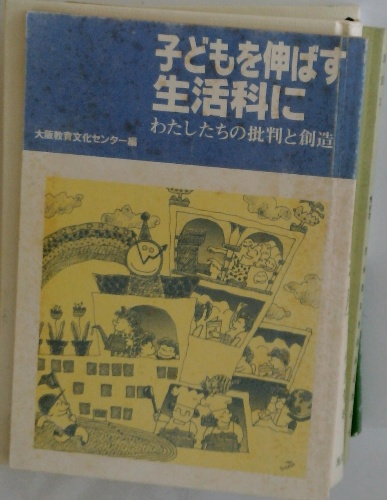 子どもを伸ばす
生活科に
わたしたちの批判と創造
大阪教育文化センター編